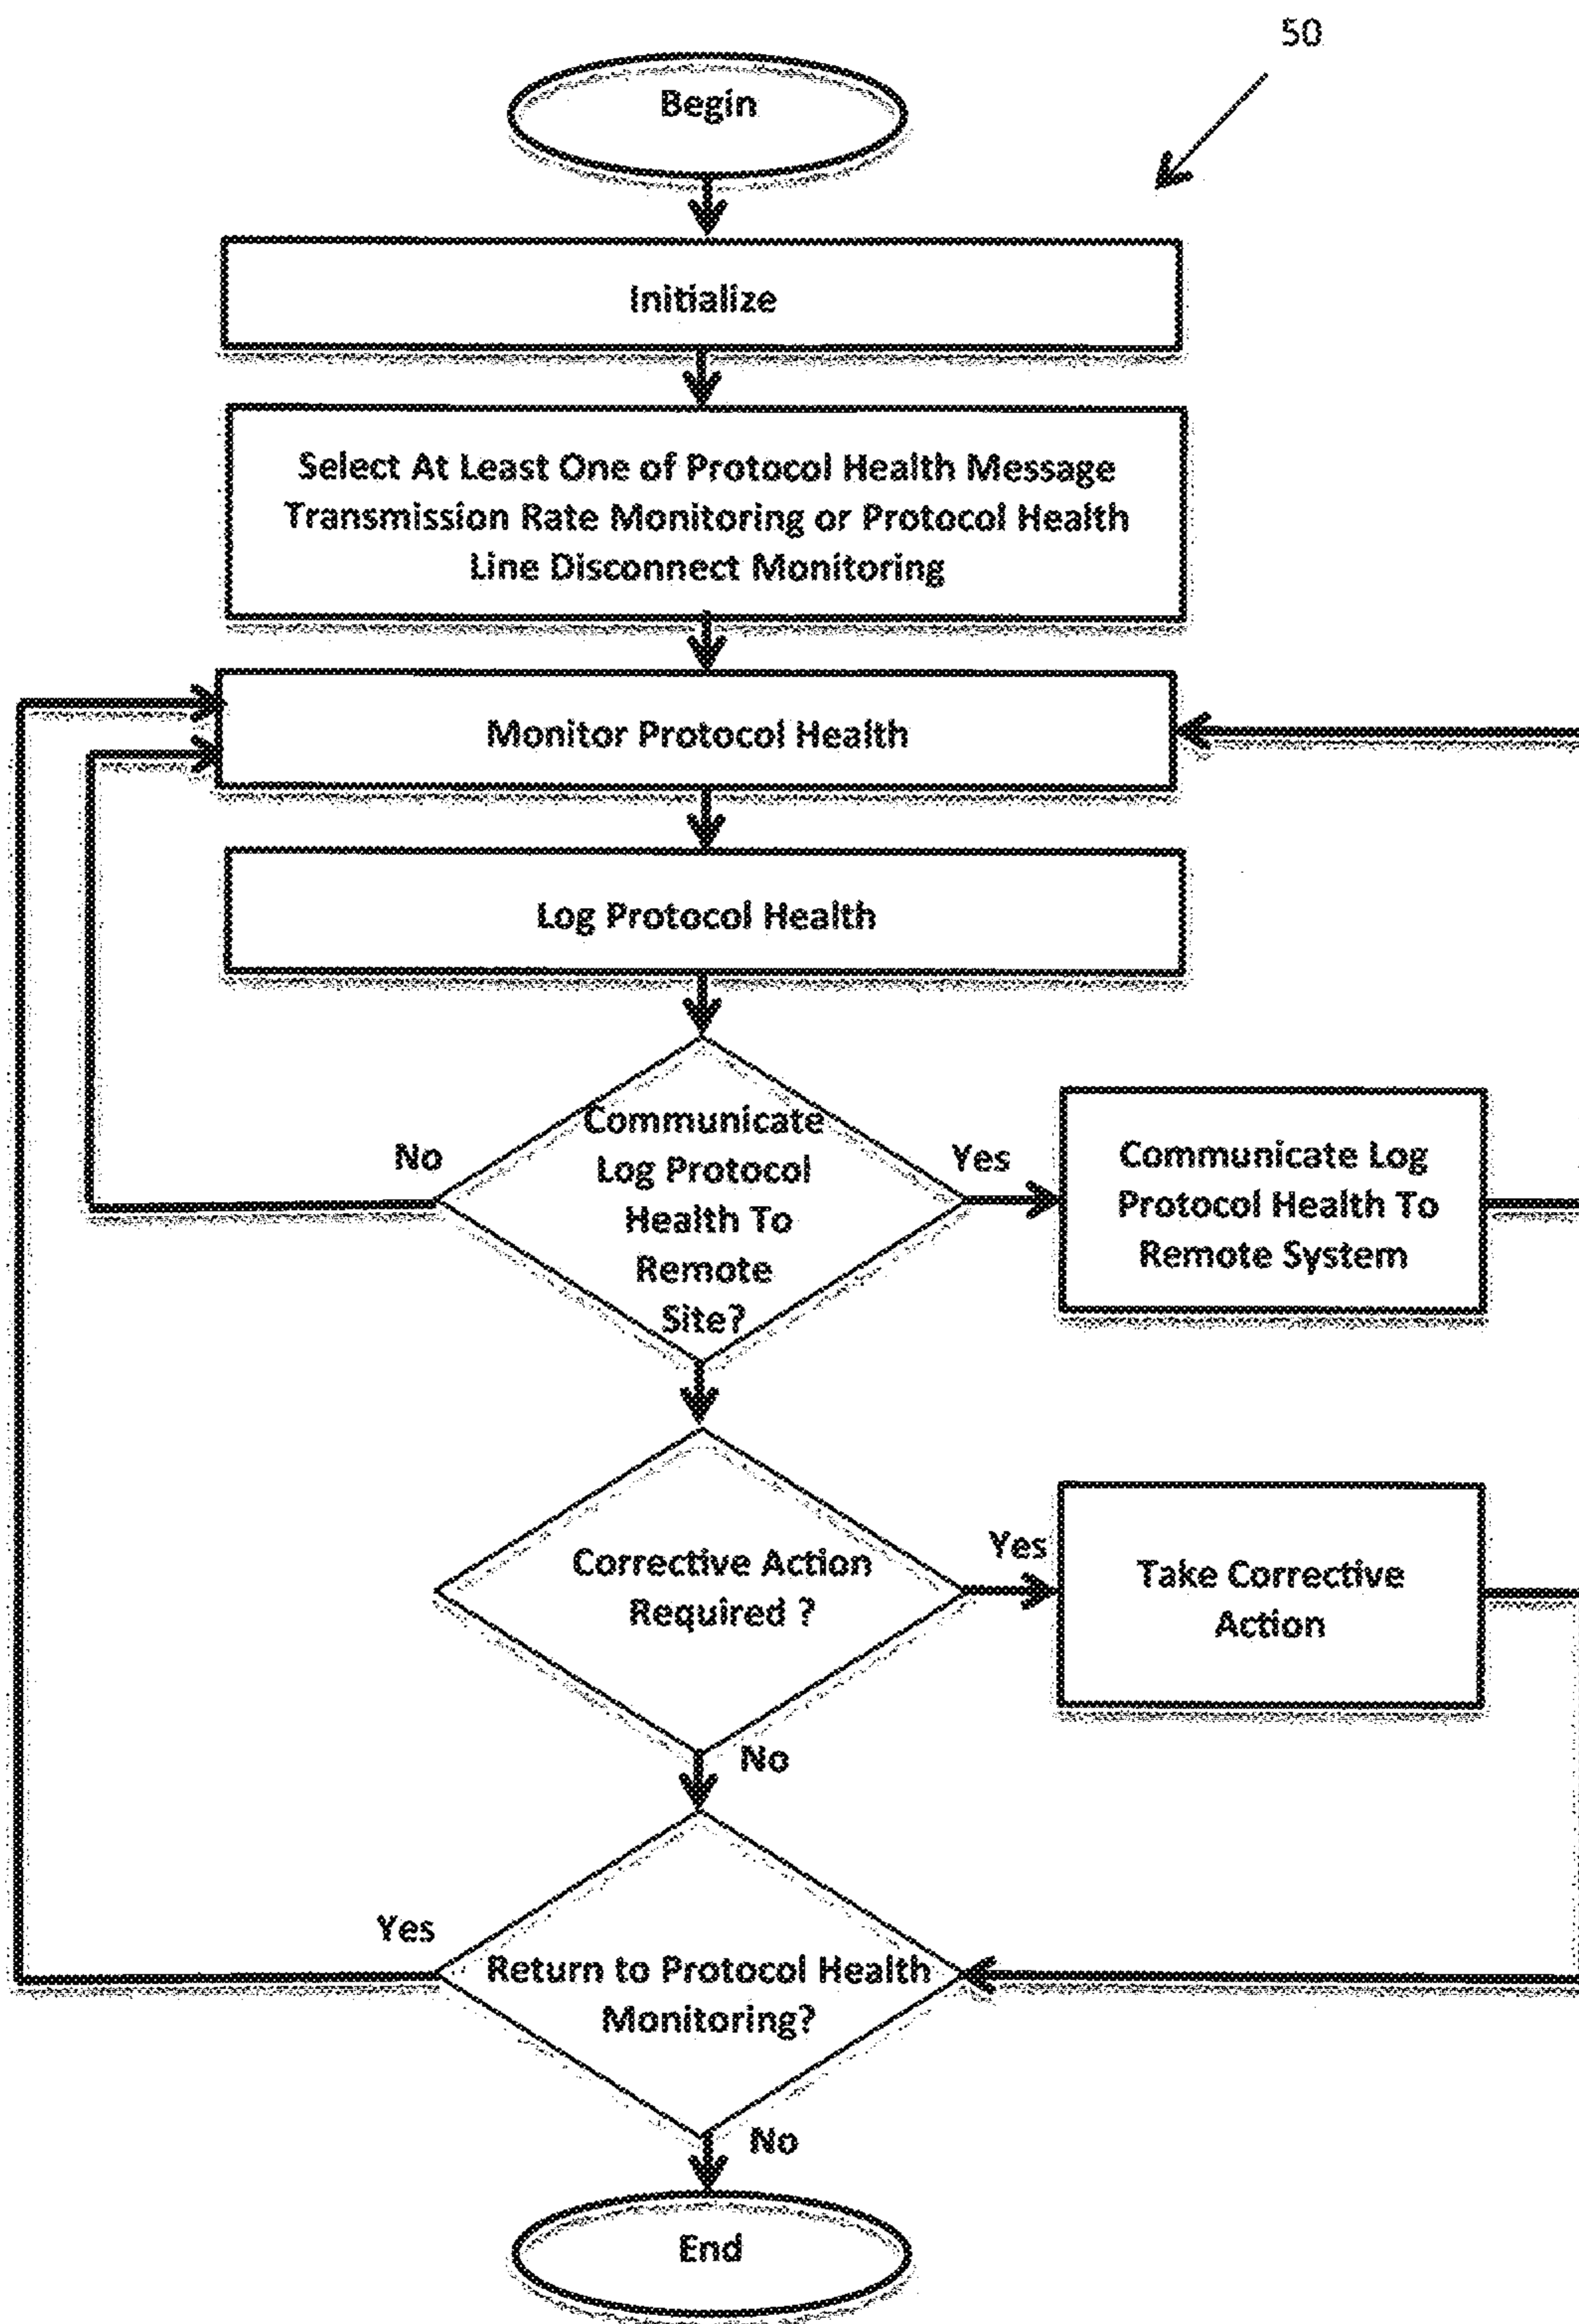 50
Begin
Initialize
Select At Least One of Protocol Health Message
Transmission Rate Monitoring or Protocol Health
Line Disconnect Monitoring
Monitor Protocol Health
Log Protocol Health
Communicate
Log Protocol
Health To
Remote
Site?
No
Yes
Communicate Log
Protocol Health To
Remote System
Corrective Action
Required ?
Yes
Take Corrective
Action
No
Return to Protocol Health
Monitoring?
Yes
No
End